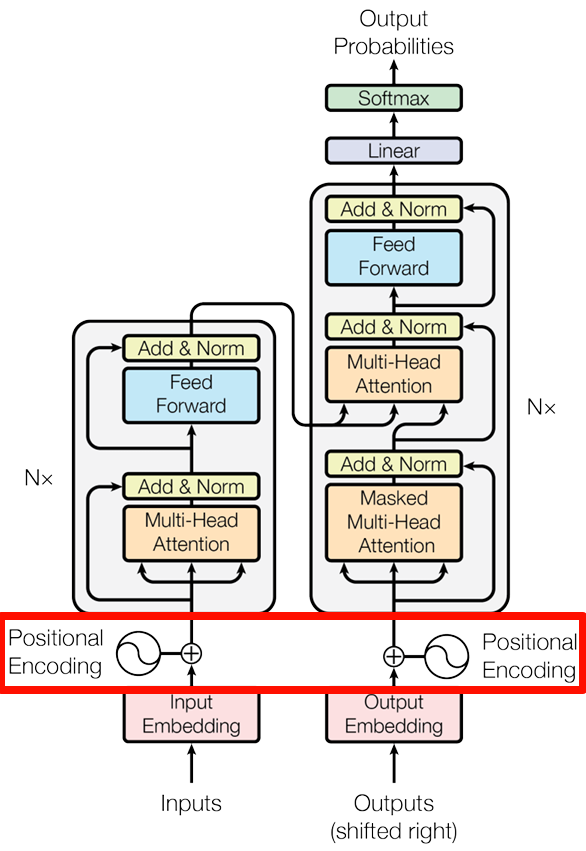 Output
Probabilities
Softmax
Linear
Add & Norm
Feed
Forward
Add & Norm
Multi-Head
Attention
Add & Norm
Masked
Multi-Head
Attention
N×
Add & Norm
Feed
Forward
Add & Norm
Multi-Head
Attention
N×
Positional
Encoding
Positional
Encoding
Input
Embedding
Output
Embedding
Inputs
Outputs
(shifted right)